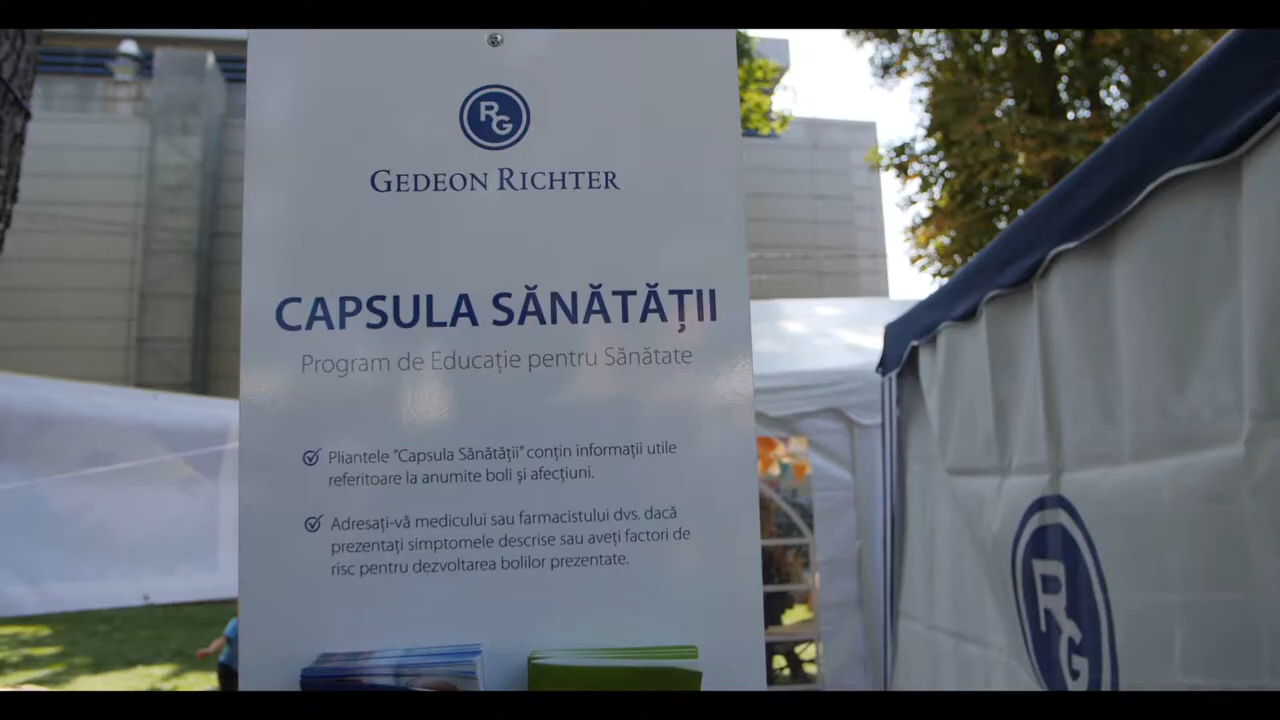 RG
GEDEON RICHTER
CAPSULA SĂNĂTĂȚII
Program de Educație pentru Sănătate
Pliantele "Capsula Sănătății" conțin informații utile
referitoare la anumite boli și afecțiuni.
Adresați-vă medicului sau farmacistului dvs. dacă
prezentați simptomele descrise sau aveți factori de
risc pentru dezvoltarea bolilor prezentate.
RG